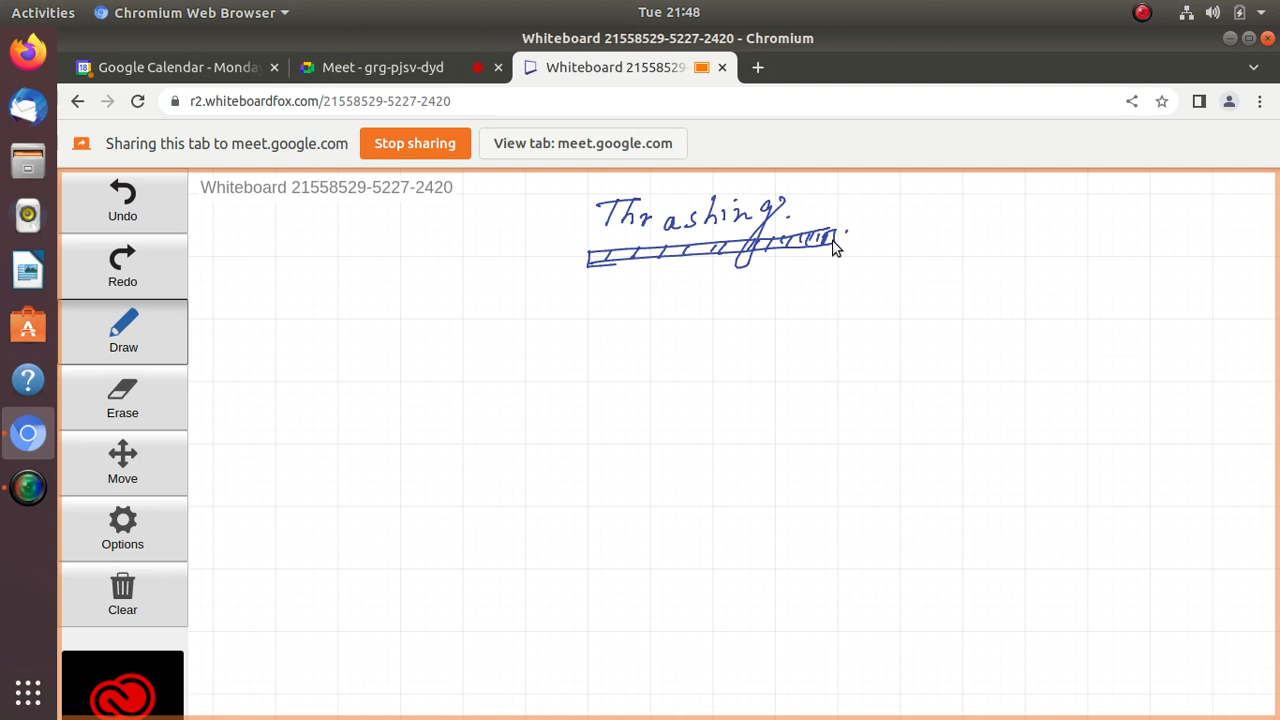 Activities Chromium Web Browser Tue 21:48
Whiteboard 21558529-5227-2420 - Chromium
Google Calendar - Monda Meet - grg-pjsv-dyd Whiteboard 21558529-
r2.whiteboardfox.com/21558529-5227-2420
Sharing this tab to meet.google.com Stop sharing View tab: meet.google.com
Whiteboard 21558529-5227-2420
Thrashing:
Undo
Redo
Draw
Erase
Move
Options
Clear